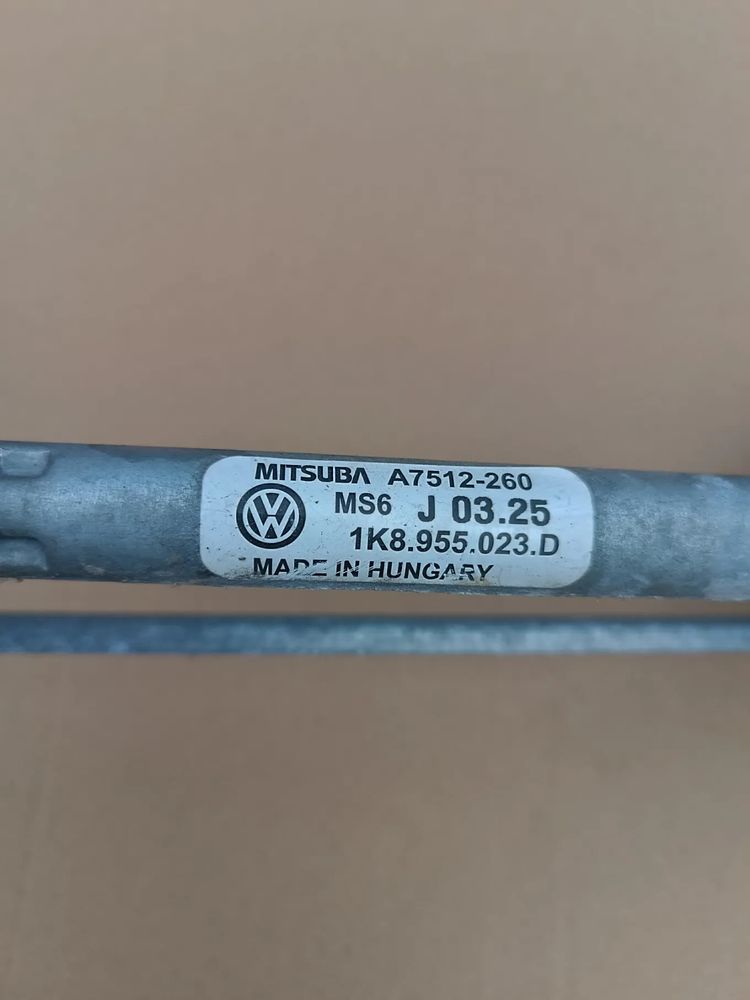 MITSUBA A7512-260
MS6 J 03.25
1K8.955.023.D
MADE IN HUNGARY